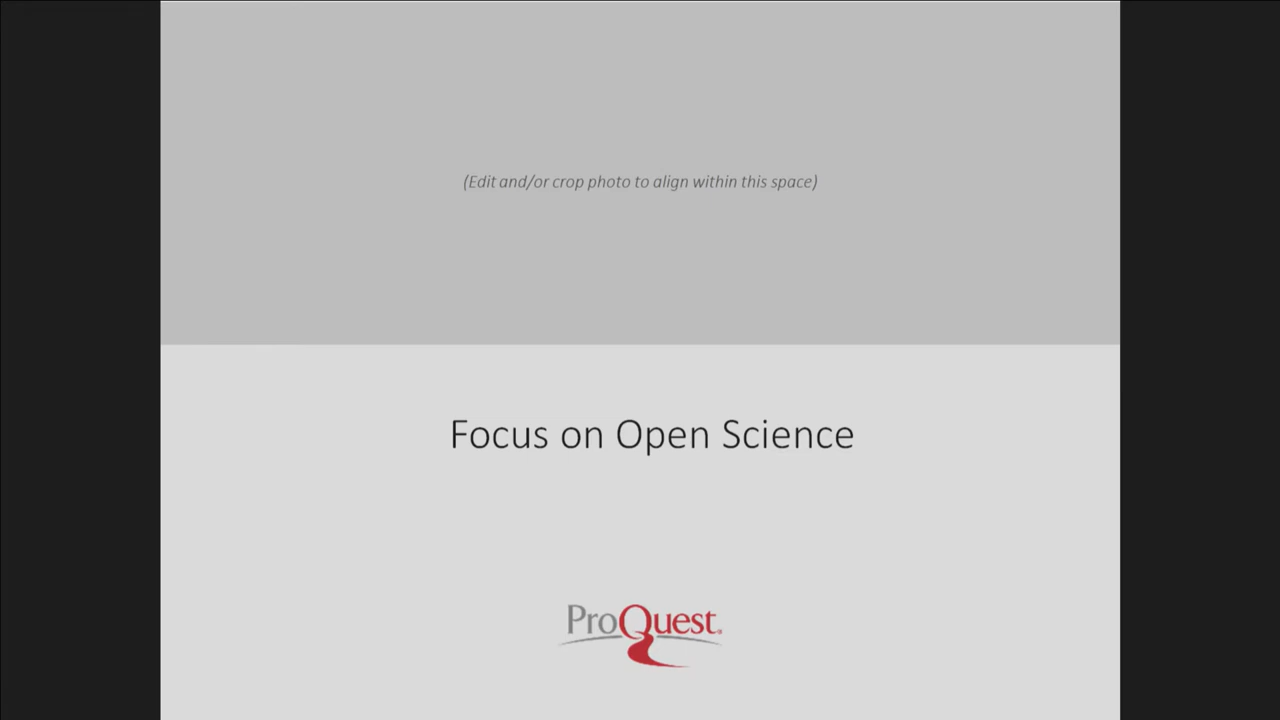 (Edit and/or crop photo to align within this space)
Focus on Open Science
ProQuest®